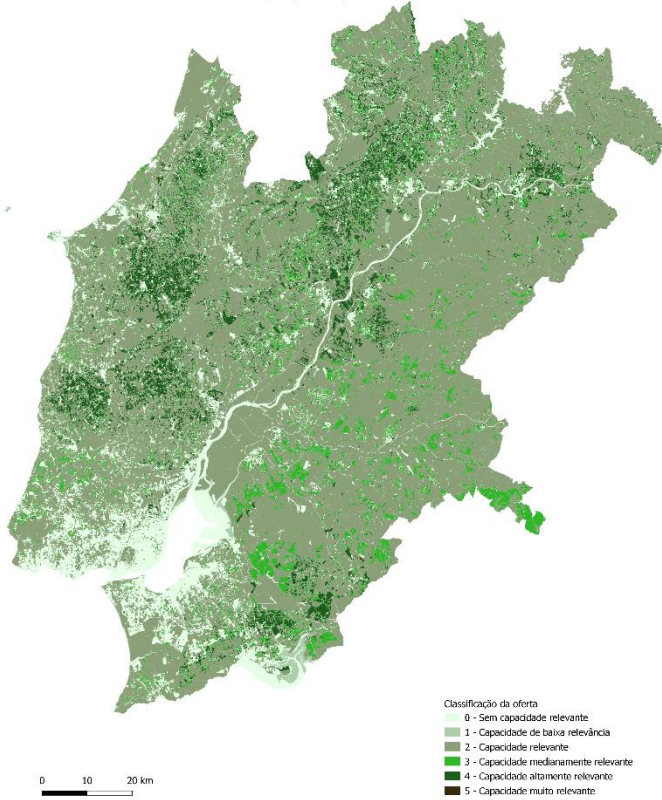 Classificação da oferta
0 - Sem capacidade relevante
1 - Capacidade de baixa relevância
2 - Capacidade relevante
3 - Capacidade medianamente relevante
4 - Capacidade altamente relevante
5 - Capacidade muito relevante
0 10 20 km